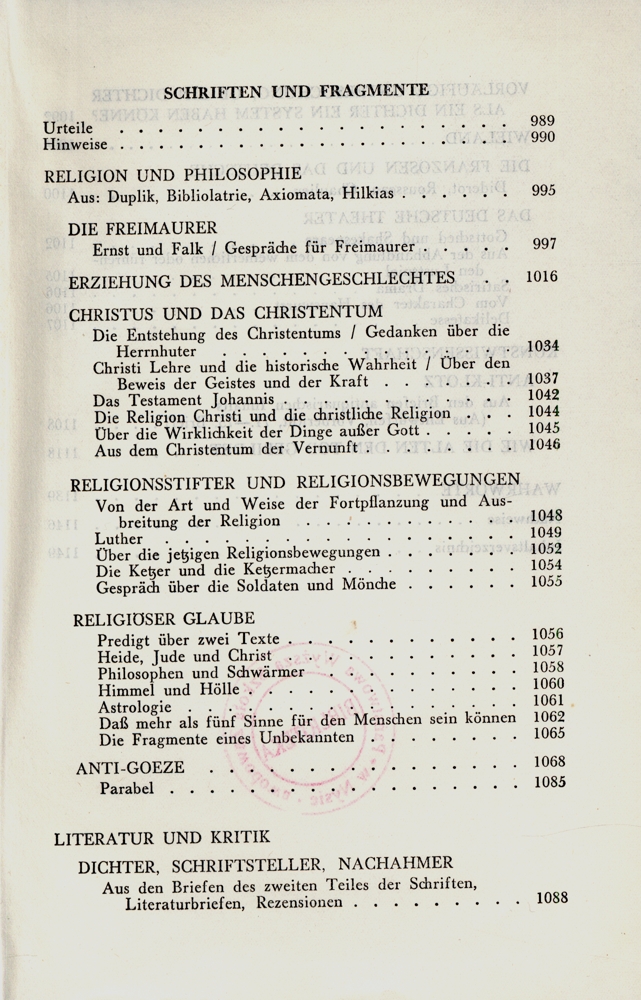 SCHRIFTEN UND FRAGMENTE
Urteile . . . . . . . . . . . . . . . . . . . . 989
Hinweise . . . . . . . . . . . . . . . . . . . . 990
RELIGION UND PHILOSOPHIE
Aus: Duplik, Bibliolatrie, Axiomata, Hilkias . . . . . . 995
DIE FREIMAURER
Ernst und Falk / Gespräche für Freimaurer . . . . . 997
ERZIEHUNG DES MENSCHENGESCHLECHTES . . 1016
CHRISTUS UND DAS CHRISTENTUM
Die Entstehung des Christentums / Gedanken über die
Herrnhuter . . . . . . . . . . . . . . . 1034
Christi Lehre und die historische Wahrheit / Über den
Beweis der Geistes und der Kraft . . . . . . . 1037
Das Testament Johannis . . . . . . . . . . . . 1042
Die Religion Christi und die christliche Religion . . . 1044
Über die Wirklichkeit der Dinge außer Gott . . . . . 1045
Aus dem Christentum der Vernunft . . . . . . . . 1046
RELIGIONSSTIFTER UND RELIGIONSBEWEGUNGEN
Von der Art und Weise der Fortpflanzung und Aus-
breitung der Religion . . . . . . . . . . . 1048
Luther . . . . . . . . . . . . . . . . . . 1049
Über die jetzigen Religionsbewegungen . . . . . . . 1052
Die Ketzer und die Ketzermacher . . . . . . . . . 1054
Gespräch über die Soldaten und Mönche . . . . . . 1055
RELIGIÖSER GLAUBE
Predigt über zwei Texte . . . . . . . . . . . . 1056
Heide, Jude und Christ . . . . . . . . . . . . 1057
Philosophen und Schwärmer . . . . . . . . . . 1058
Himmel und Hölle . . . . . . . . . . . . . . 1060
Astrologie . . . . . . . . . . . . . . . . . 1061
Daß mehr als fünf Sinne für den Menschen sein können 1062
Die Fragmente eines Unbekannten . . . . . . . . 1065
ANTI-GOEZE . . . . . . . . . . . . . . . . 1068
Parabel . . . . . . . . . . . . . . . . . . 1085
LITERATUR UND KRITIK
DICHTER, SCHRIFTSTELLER, NACHAHMER
Aus den Briefen des zweiten Teiles der Schriften,
Literaturbriefen, Rezensionen . . . . . . . . . 1088